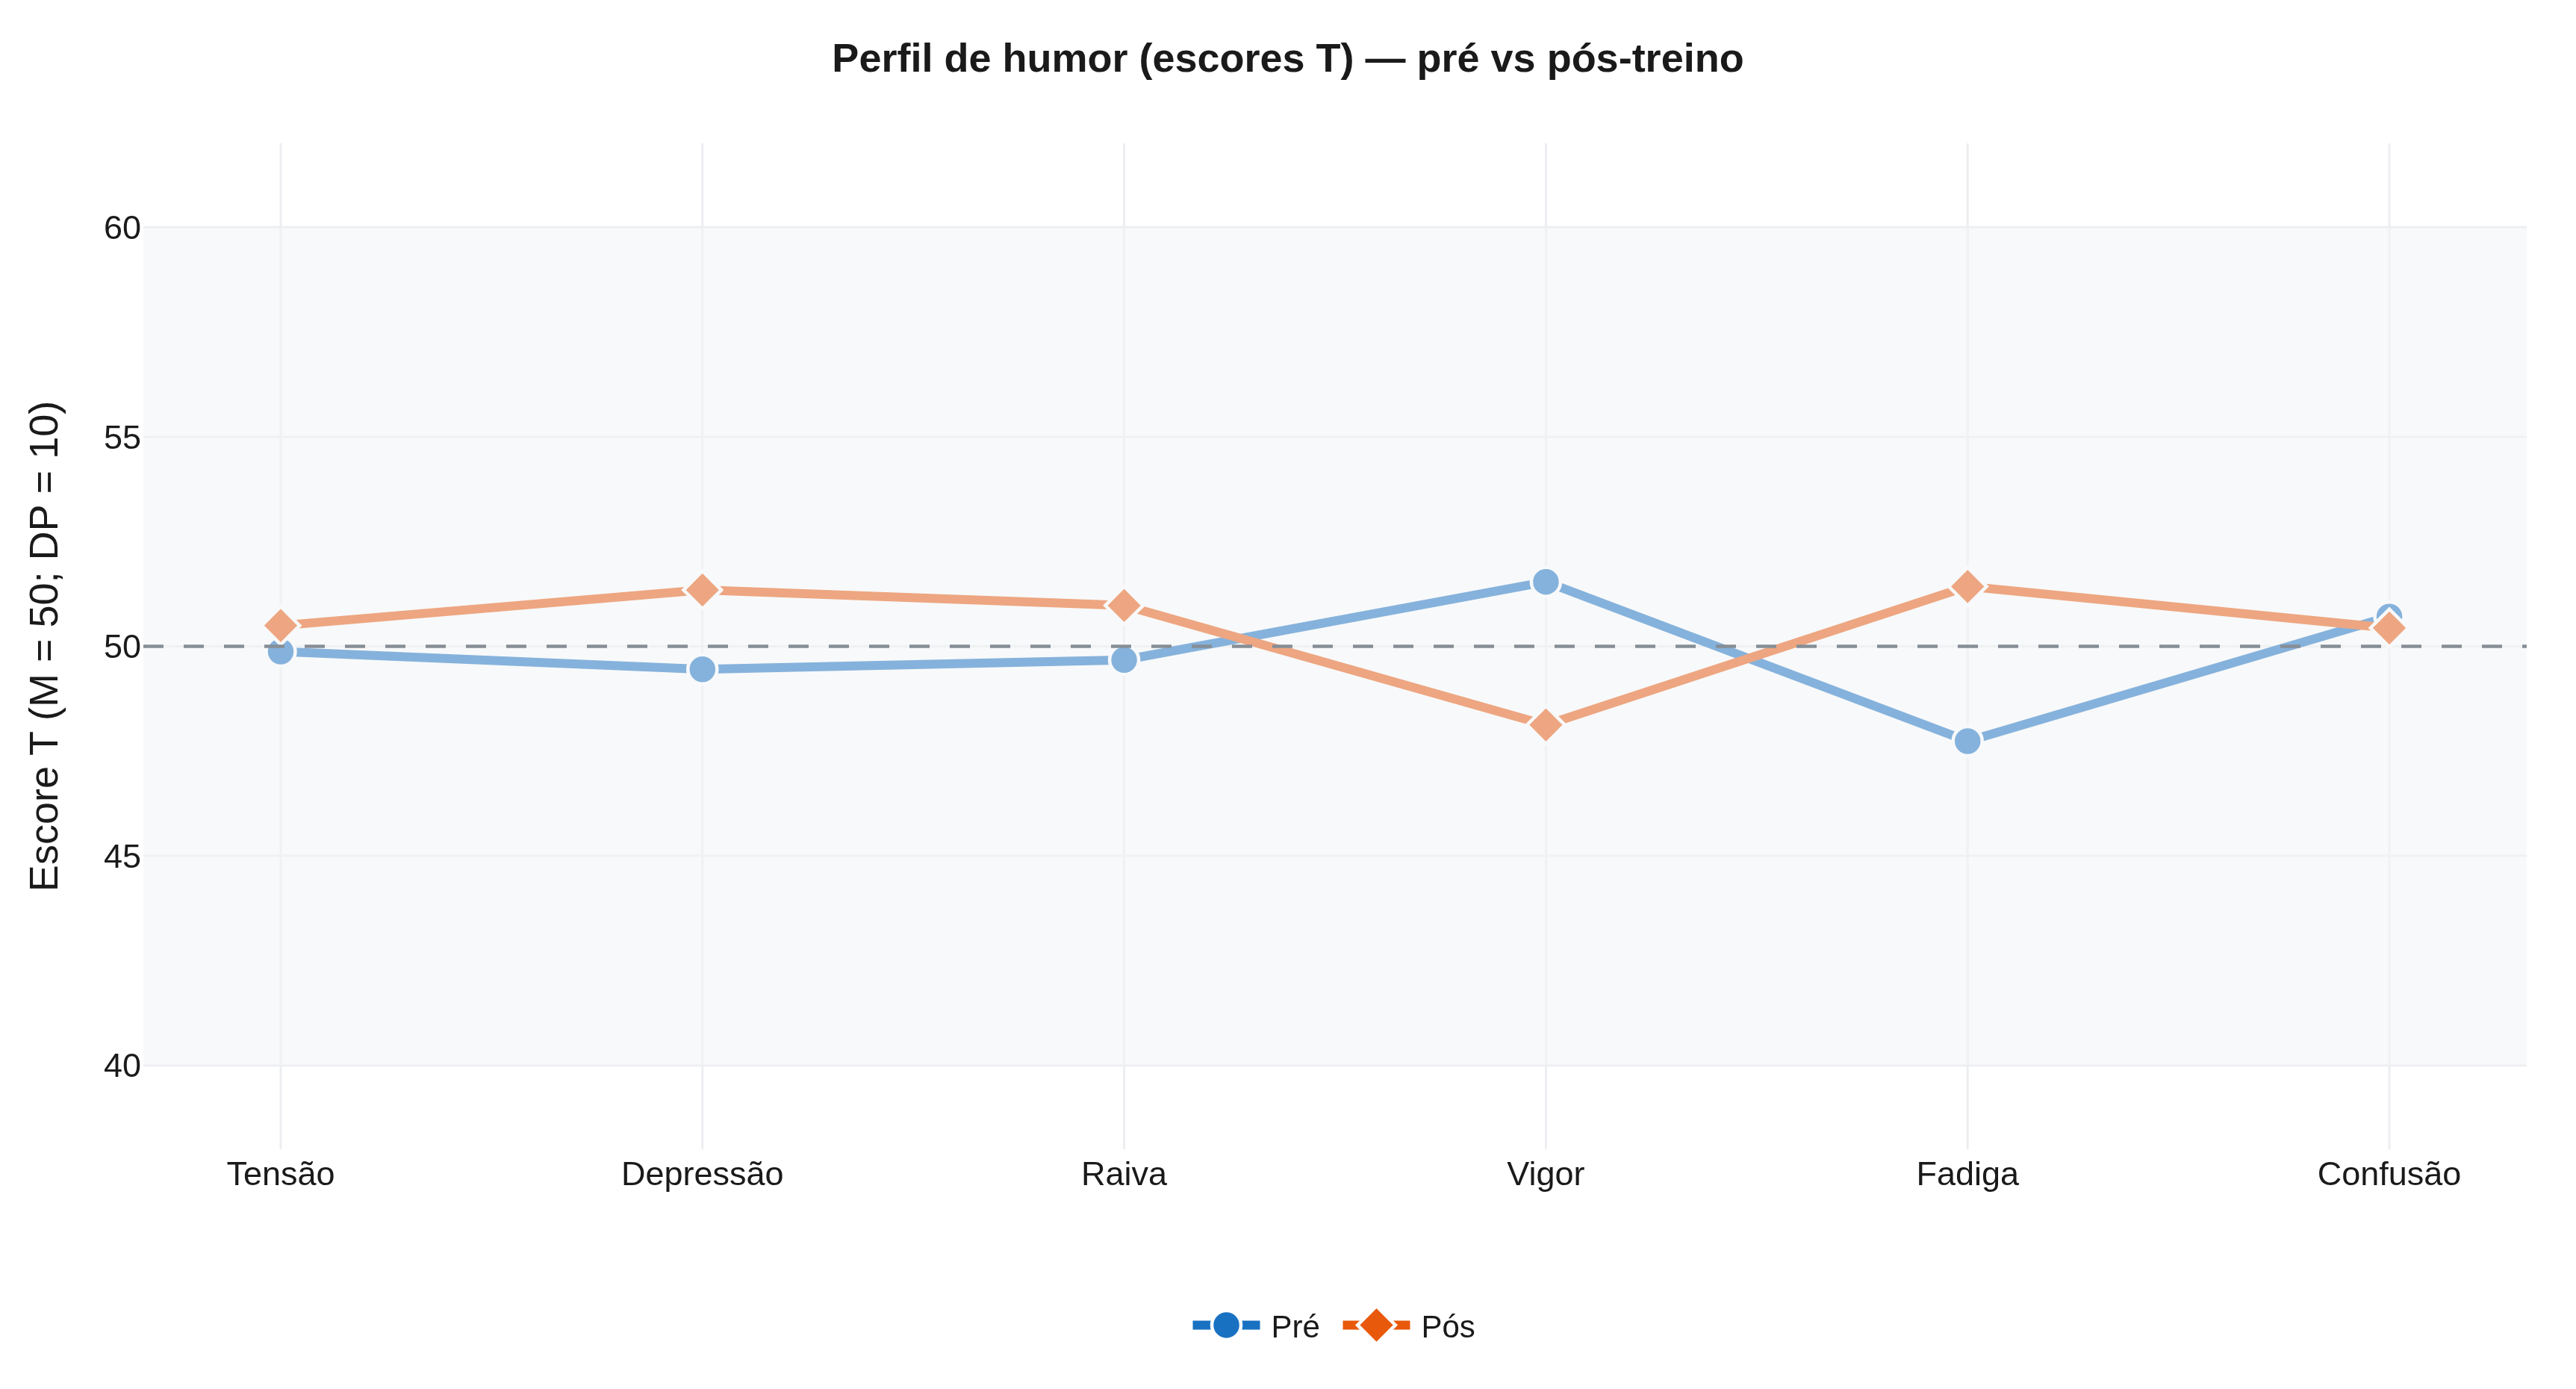 Perfil de humor (escores T) — pré vs pós-treino
Escore T (M = 50; DP = 10)
60
55
50
45
40
Tensão Depressão Raiva Vigor Fadiga Confusão
Pré Pós